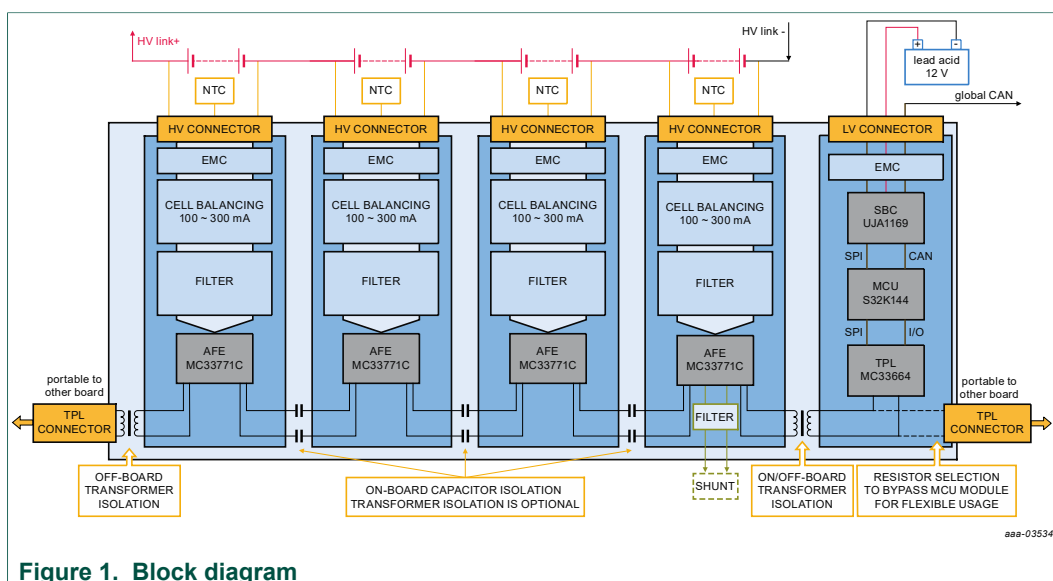 HV link+
HV link -
+
-
lead acid
12 V
NTC
NTC
NTC
NTC
global CAN
HV CONNECTOR
HV CONNECTOR
HV CONNECTOR
HV CONNECTOR
LV CONNECTOR
EMC
EMC
EMC
EMC
EMC
CELL BALANCING
100 ~ 300 mA
CELL BALANCING
100 ~ 300 mA
CELL BALANCING
100 ~ 300 mA
CELL BALANCING
100 ~ 300 mA
SBC
UJA1169
SPI
CAN
FILTER
FILTER
FILTER
FILTER
MCU
S32K144
SPI
I/O
AFE
MC33771C
AFE
MC33771C
AFE
MC33771C
AFE
MC33771C
TPL
MC33664
portable to
other board
portable to
other board
TPL
CONNECTOR
FILTER
TPL
CONNECTOR
OFF-BOARD
TRANSFORMER
ISOLATION
ON-BOARD CAPACITOR ISOLATION
TRANSFORMER ISOLATION IS OPTIONAL
SHUNT
ON/OFF-BOARD
TRANSFORMER
ISOLATION
RESISTOR SELECTION
TO BYPASS MCU MODULE
FOR FLEXIBLE USAGE
aaa-03534
Figure 1. Block diagram